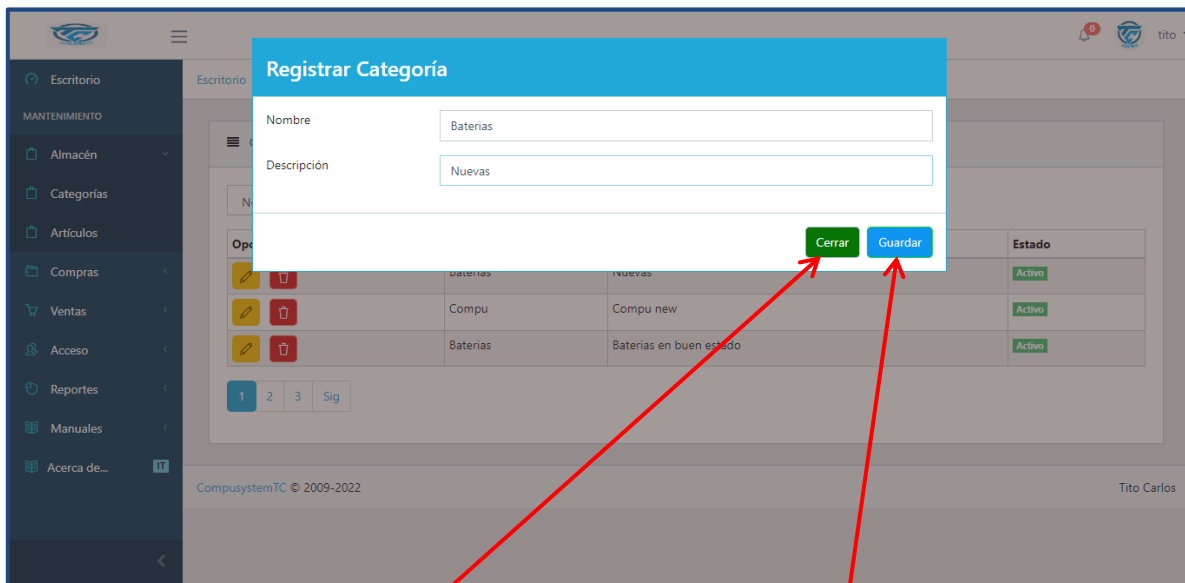 0
tito
Escritorio
Escritorio
Registrar Categoría
MANTENIMIENTO
Nombre
Baterias
Almacén
Descripción
Nuevas
Categorías
Artículos
Cerrar
Guardar
Estado
Compras
Baterias
Nuevas
Activo
Ventas
Compu
Compu new
Activo
Acceso
Baterias
Baterias en buen estado
Activo
Reportes
1 2 3 Sig
Manuales
Acerca de...
IT
CompusystemTC © 2009-2022
Tito Carlos